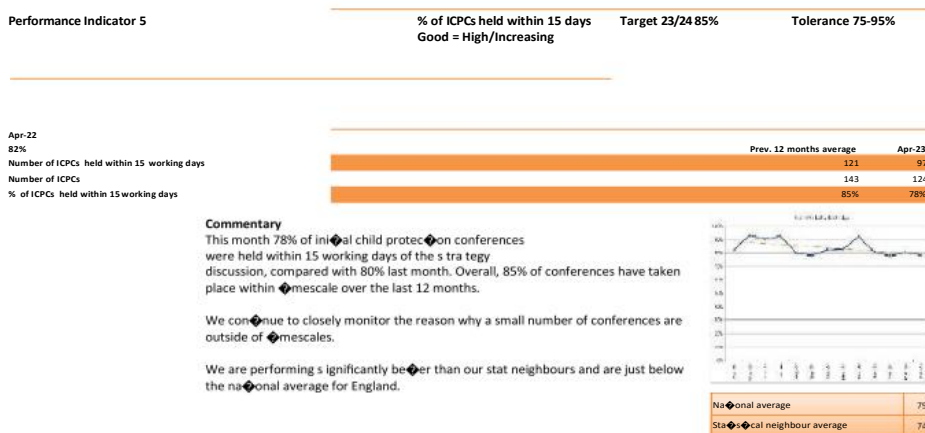 Performance Indicator 5
% of ICPCs held within 15 days
Good = High/Increasing
Target 23/24 85%
Tolerance 75-95%
Apr-22
82%
Prev. 12 months average Apr-23
Number of ICPCs held within 15 working days 121 97
Number of ICPCs 143 124
% of ICPCs held within 15 working days 85% 78%
Commentary
This month 78% of ini�al child protec�on conferences
were held within 15 working days of the s tra tegy
discussion, compared with 80% last month. Overall, 85% of conferences have taken
place within �mescale over the last 12 months.
We con�nue to closely monitor the reason why a small number of conferences are
outside of �mescales.
We are performing s ignificantly be�er than our stat neighbours and are just below
the na�onal average for England.
Na�onal average 79
Sta�s�cal neighbour average 74